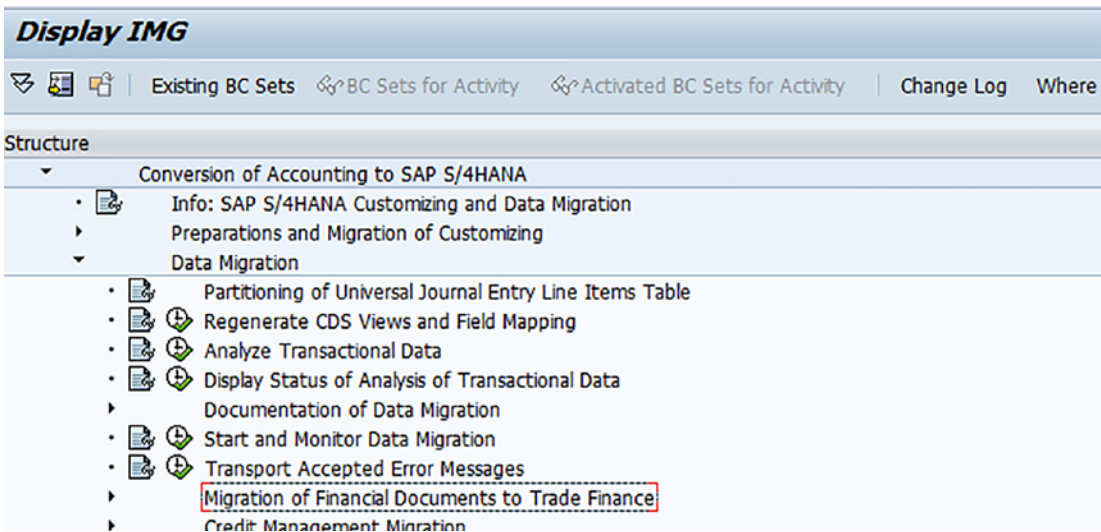 Display IMG
Existing BC Sets BC Sets for Activity Activated BC Sets for Activity Change Log Where
Structure
Conversion of Accounting to SAP S/4HANA
Info: SAP S/4HANA Customizing and Data Migration
Preparations and Migration of Customizing
Data Migration
Partitioning of Universal Journal Entry Line Items Table
Regenerate CDS Views and Field Mapping
Analyze Transactional Data
Display Status of Analysis of Transactional Data
Documentation of Data Migration
Start and Monitor Data Migration
Transport Accepted Error Messages
Migration of Financial Documents to Trade Finance
Credit Management Migration